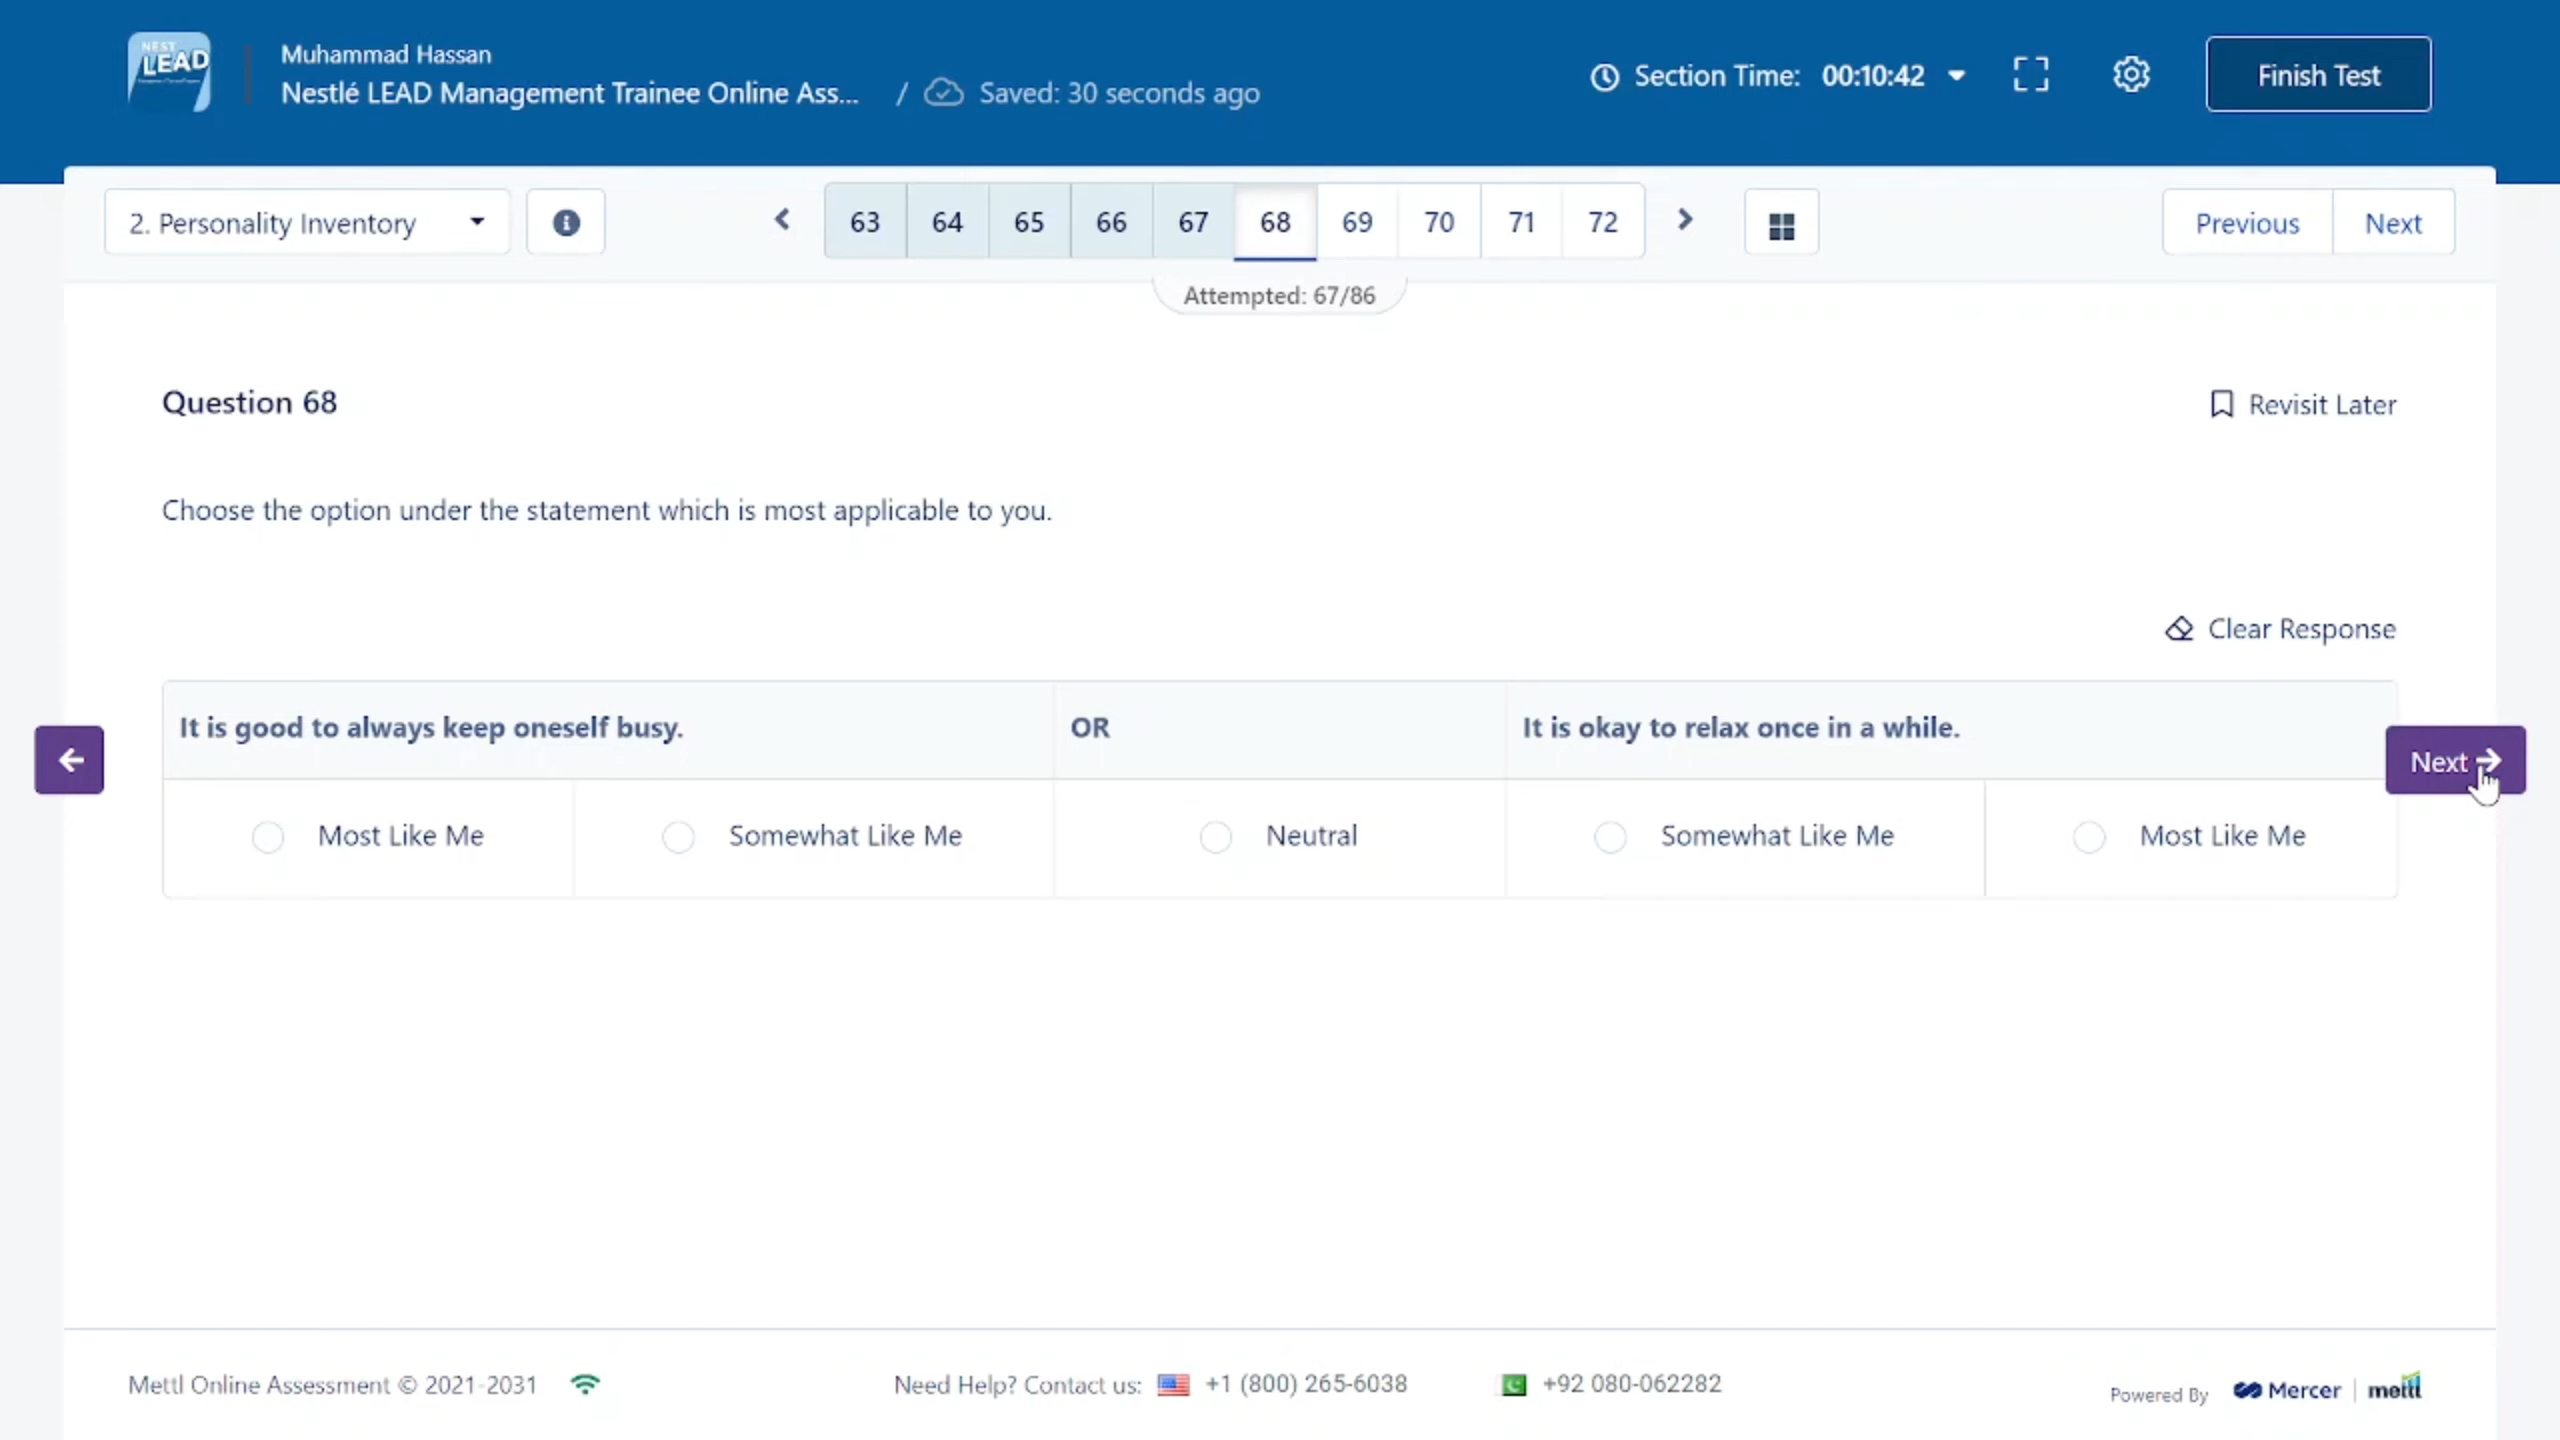 NEST
LEAD
Muhammad Hassan
Nestlé LEAD Management Trainee Online Ass...
/ Saved: 30 seconds ago
Section Time: 00:10:42
Finish Test
2. Personality Inventory
63 64 65 66 67 68 69 70 71 72
Previous Next
Attempted: 67/86
Question 68
Revisit Later
Choose the option under the statement which is most applicable to you.
Clear Response
It is good to always keep oneself busy. OR It is okay to relax once in a while.
Next
Most Like Me Somewhat Like Me Neutral Somewhat Like Me Most Like Me
Mettl Online Assessment © 2021-2031
Need Help? Contact us: +1 (800) 265-6038 +92 080-062282
Powered By Mercer | mettl